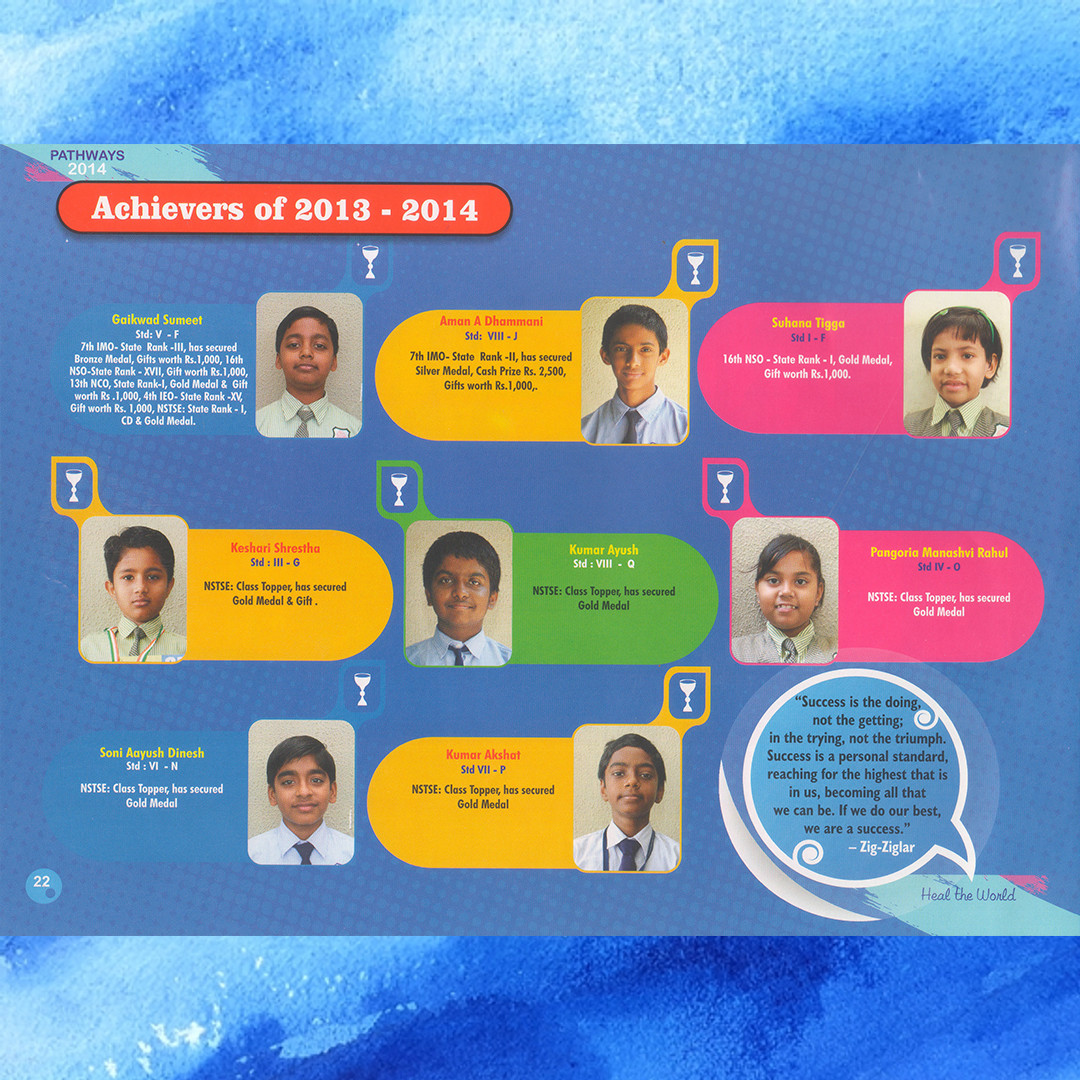 PATHWAYS
2014
Achievers of 2013 - 2014
Gaikwad Sumeet
Std: V - F
7th IMO- State Rank -III, has secured
Bronze Medal, Gifts worth Rs.1,000, 16th
NSO-State Rank - XVII, Gift worth Rs.1,000,
13th NCO, State Rank-I, Gold Medal & Gift
worth Rs .1,000, 4th IEO- State Rank -XV,
Gift worth Rs. 1,000, NSTSE: State Rank - I,
CD & Gold Medal.
Aman A Dhammani
Std: VIII - J
7th IMO- State Rank -II, has secured
Silver Medal, Cash Prize Rs. 2,500,
Gifts worth Rs.1,000,.
Suhana Tigga
Std I - F
16th NSO - State Rank - I, Gold Medal,
Gift worth Rs.1.000.
Keshari Shrestha
Std : III - G
NSTSE: Class Topper, has secured
Gold Medal & Gift .
Kumar Ayush
Std : VIII - Q
NSTSE: Class Topper, has secured
Gold Medal
Pangoria Manashvi Rahul
Std IV - O
NSTSE: Class Topper, has secured
Gold Medal
Soni Aayush Dinesh
Std : VI - N
NSTSE: Class Topper, has secured
Gold Medal
Kumar Akshat
Std VII - P
NSTSE: Class Topper, has secured
Gold Medal
“Success is the doing,
not the getting;
in the trying, not the triumph.
Success is a personal standard,
reaching for the highest that is
in us, becoming all that
we can be. If we do our best,
we are a success.”
– Zig-Ziglar
22
Heal the World